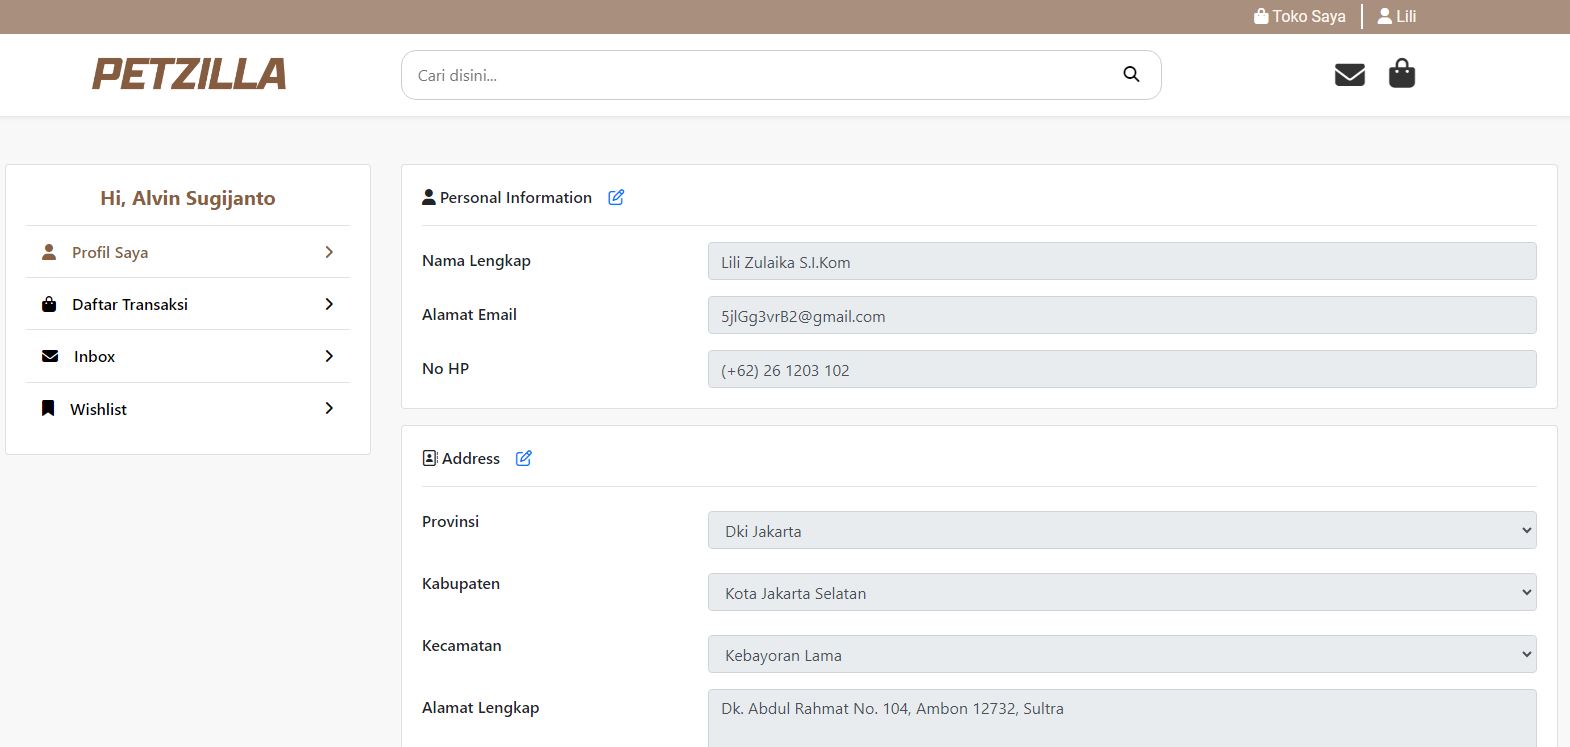 Toko Saya
Lili
PETZILLA
Cari disini...
Hi, Alvin Sugijanto
Profil Saya
Daftar Transaksi
Inbox
Wishlist
Personal Information
Nama Lengkap
Lili Zulaika S.I.Kom
Alamat Email
5jlGg3vrB2@gmail.com
No HP
(+62) 26 1203 102
Address
Provinsi
Dki Jakarta
Kabupaten
Kota Jakarta Selatan
Kecamatan
Kebayoran Lama
Alamat Lengkap
Dk. Abdul Rahmat No. 104, Ambon 12732, Sultra